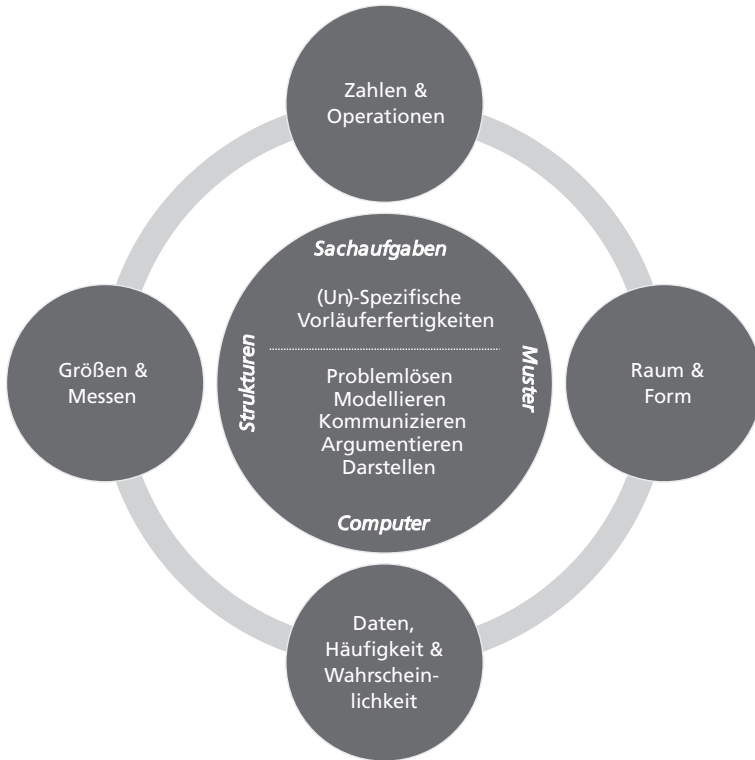 Zahlen &
Operationen
Sachaufgaben
(Un)-Spezifische
Vorläuferfertigkeiten
Strukturen
Muster
Größen &
Messen
Raum &
Form
Problemlösen
Modellieren
Kommunizieren
Argumentieren
Darstellen
Computer
Daten,
Häufigkeit &
Wahrschein-
lichkeit